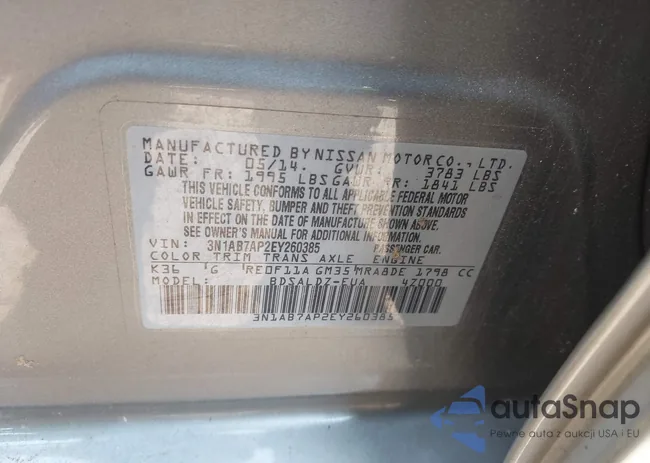 MANUFACTURED BY NISSAN MOTOR CO., LTD.
DATE: 05/14. GVWR: 3783 LBS
GAWR FR: 1995 LBS GAWR RR: 1841 LBS
THIS VEHICLE CONFORMS TO ALL APPLICABLE FEDERAL MOTOR
VEHICLE SAFETY, BUMPER AND THEFT PREVENTION STANDARDS
IN EFFECT ON THE DATE OF MANUFACTURE SHOWN ABOVE.
SEE OWNER'S MANUAL FOR ADDITIONAL INFORMATION.
VIN: 3N1AB7AP2EY260385 PASSENGER CAR.
COLOR TRIM TRANS AXLE ENGINE
K36 G RE0F11A GM35 MRA8DE 1798 CC
MODEL: BDSALDZ-EUA 47000
3N1AB7AP2EY260385
autoSnap
Pewne auta z aukcji USA i EU